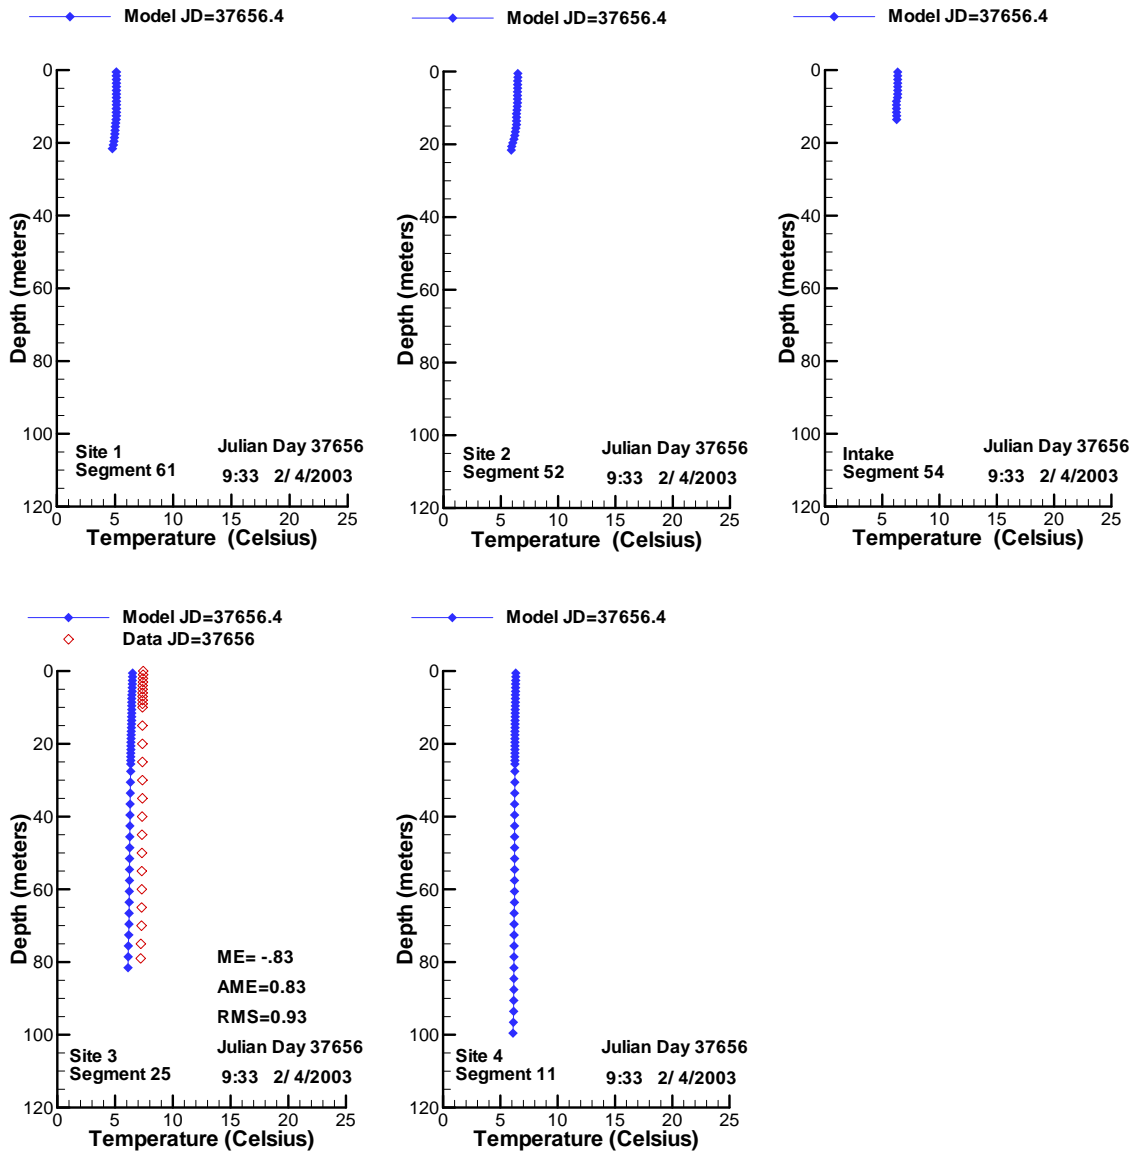 Model JD=37656.4
0
20
40
60
80
100
120
Depth (meters)
Site 1
Segment 61
Julian Day 37656
9:33 2/ 4/2003
0 5 10 15 20 25
Temperature (Celsius)
Model JD=37656.4
0
20
40
60
80
100
120
Depth (meters)
Site 2
Segment 52
Julian Day 37656
9:33 2/ 4/2003
0 5 10 15 20 25
Temperature (Celsius)
Model JD=37656.4
0
20
40
60
80
100
120
Depth (meters)
Intake
Segment 54
Julian Day 37656
9:33 2/ 4/2003
0 5 10 15 20 25
Temperature (Celsius)
Model JD=37656.4
Data JD=37656
0
20
40
60
80
100
120
Depth (meters)
ME= -.83
AME=0.83
RMS=0.93
Site 3
Segment 25
Julian Day 37656
9:33 2/ 4/2003
0 5 10 15 20 25
Temperature (Celsius)
Model JD=37656.4
0
20
40
60
80
100
120
Depth (meters)
Site 4
Segment 11
Julian Day 37656
9:33 2/ 4/2003
0 5 10 15 20 25
Temperature (Celsius)